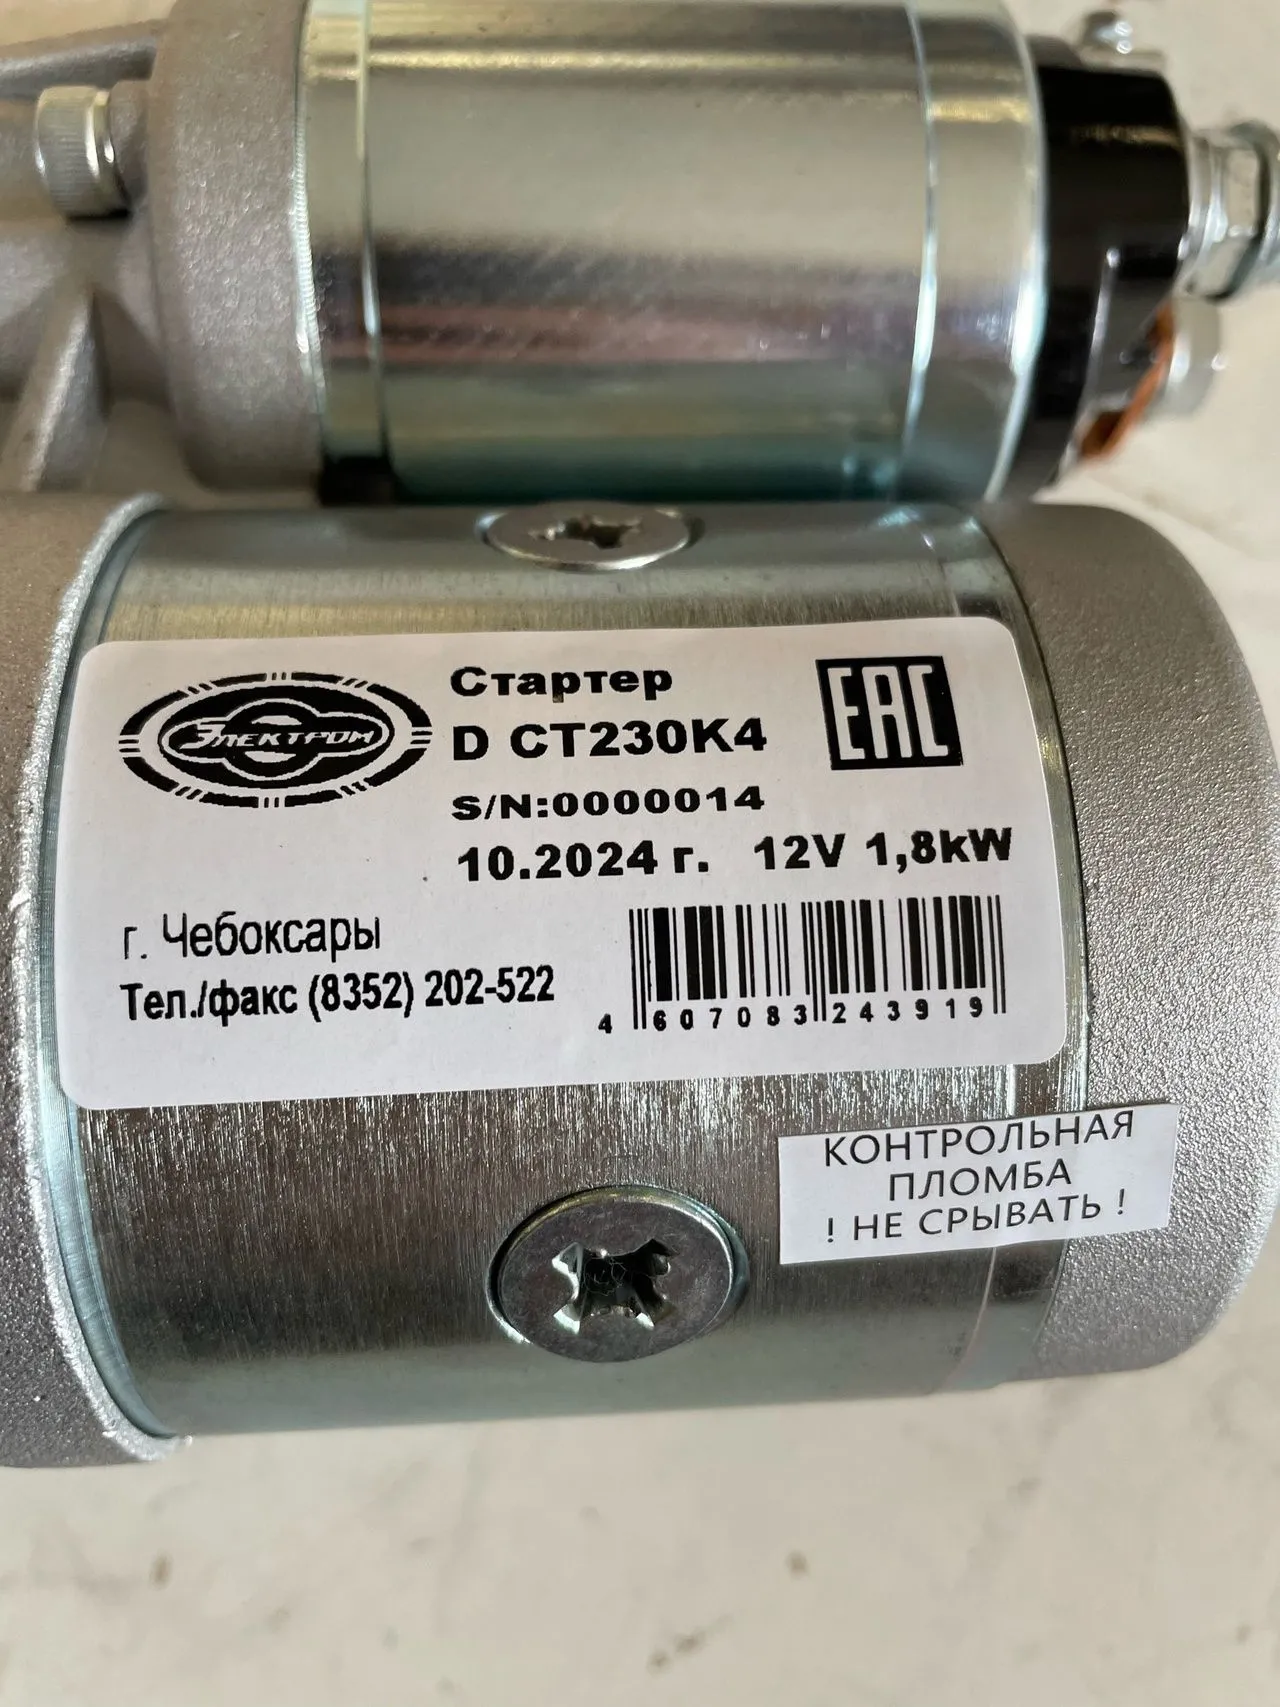 Электром
Стартер
D СТ230К4
EAC
S/N:0000014
10.2024 г. 12V 1,8kW
г. Чебоксары
Тел./факс (8352) 202-522
4 607083 243919
КОНТРОЛЬНАЯ
ПЛОМБА
! НЕ СРЫВАТЬ !